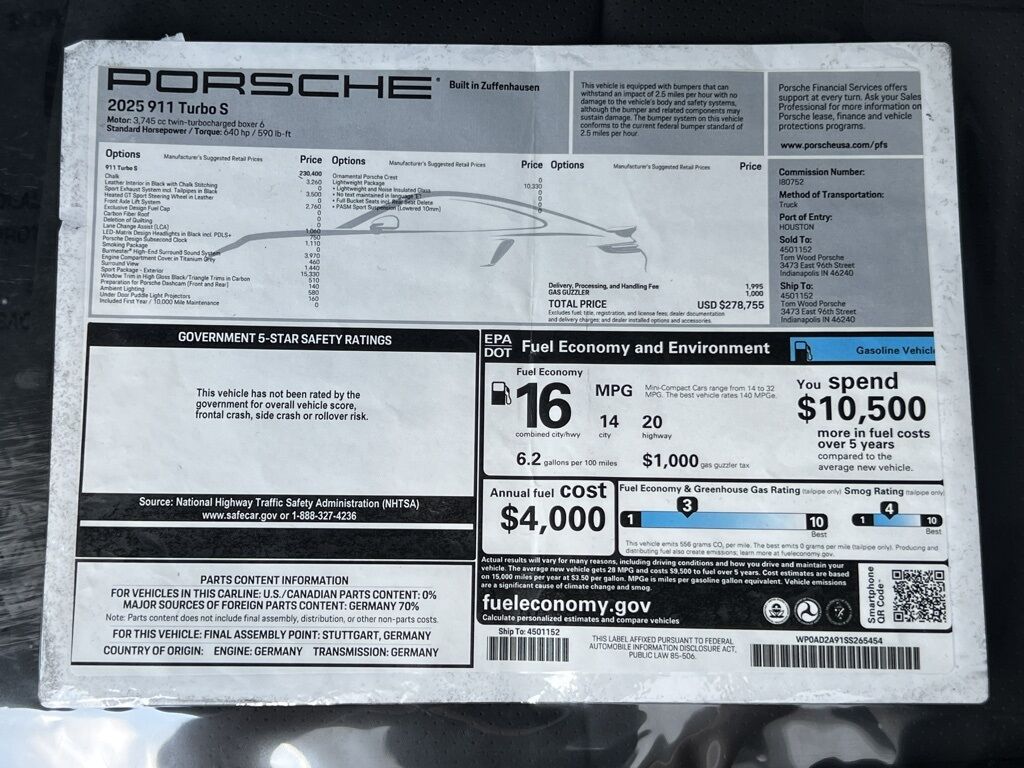 PORSCHE
Built in Zuffenhausen
2025 911 Turbo S
Motor: 3,745 cc twin-turbocharged boxer 6
Standard Horsepower / Torque: 640 hp / 590 lb-ft
This vehicle is equipped with bumpers that can
withstand an impact of 2.5 miles per hour with no
damage to the vehicle's body and safety systems,
although the bumper and related components may
sustain damage. The bumper system on this vehicle
conforms to the current federal bumper standard of
2.5 miles per hour.
Porsche Financial Services offers
support at every turn. Ask your Sales
Professional for more information on
Porsche lease, finance and vehicle
protections programs.
www.porscheusa.com/pfs
Options Manufacturer's Suggested Retail Prices Price
911 Turbo S 230,400
Chalk 3,260
Leather Interior in Black with Chalk Stitching 0
Sport Exhaust System incl. Tailpipes in Black 3,500
Heated GT Sport Steering Wheel in Leather 0
Front Axle Lift System 2,760
Exclusive Design Fuel Cap 0
Carbon Fiber Roof 0
Deletion of Gutling
Lane Change Assist (LCA)
LED-Matrix Design Headlights in Black incl. PDLS+
Porsche Design Subsecond Clock
Smoking Package
Burmester® High-End Surround Sound System
Engine Compartment Cover in Titanium Grey
Surround View
Sport Package - Exterior
Window Trim in High Gloss Black/Triangle Trims in Carbon
Preparation for Porsche Dashcam (Front and Rear)
Ambient Lighting
Under Door Puddle Light Projectors
Included First Year / 10,000 Mile Maintenance
0
1,060
750
1,110
0
3,970
460
1,440
15,330
510
140
580
160
0
Options Manufacturer's Suggested Retail Prices Price
Ornamental Porsche Crest 0
Lightweight Package 10,330
• Lightweight and Noise Insulated Glass 0
• No text maintained in language 0
• Full Bucket Seats incl. Rear Seat Delete 0
• PASM Sport Suspension (Lowered 10mm) 0
Options Manufacturer's Suggested Retail Prices Price
Delivery, Processing, and Handling Fee 1,995
GAS GUZZLER 1,000
TOTAL PRICE USD $278,755
Excludes fuel, title, registration, and license fees; dealer documentation
and delivery charges; and dealer installed options and accessories.
Commission Number:
I80752
Method of Transportation:
Truck
Port of Entry:
HOUSTON
Sold To:
4501152
Tom Wood Porsche
3473 East 96th Street
Indianapolis IN 46240
Ship To:
4501152
Tom Wood Porsche
3473 East 96th Street
Indianapolis IN 46240
GOVERNMENT 5-STAR SAFETY RATINGS
This vehicle has not been rated by the
government for overall vehicle score,
frontal crash, side crash or rollover risk.
Source: National Highway Traffic Safety Administration (NHTSA)
www.safecar.gov or 1-888-327-4236
PARTS CONTENT INFORMATION
FOR VEHICLES IN THIS CARLINE: U.S./CANADIAN PARTS CONTENT: 0%
MAJOR SOURCES OF FOREIGN PARTS CONTENT: GERMANY 70%
Note: Parts content does not include final assembly, distribution, or other non-parts costs.
FOR THIS VEHICLE: FINAL ASSEMBLY POINT: STUTTGART, GERMANY
COUNTRY OF ORIGIN: ENGINE: GERMANY TRANSMISSION: GERMANY
EPA
DOT
Fuel Economy and Environment
Gasoline Vehicle
Fuel Economy
16 MPG
combined city/hwy
14
city
20
highway
Mini-Compact Cars range from 14 to 32
MPG. The best vehicle rates 140 MPGe.
6.2 gallons per 100 miles
$1,000 gas guzzler tax
You spend
$10,500
more in fuel costs
over 5 years
compared to the
average new vehicle.
Annual fuel cost
$4,000
Fuel Economy & Greenhouse Gas Rating (tailpipe only)
1 3 10
Best
Smog Rating (tailpipe only)
1 4 10
Best
This vehicle emits 556 grams CO₂ per mile. The best emits 0 grams per mile (tailpipe only). Producing and
distributing fuel also create emissions; learn more at fueleconomy.gov.
Actual results will vary for many reasons, including driving conditions and how you drive and maintain your
vehicle. The average new vehicle gets 28 MPG and costs $9,500 to fuel over 5 years. Cost estimates are based
on 15,000 miles per year at $3.50 per gallon. MPGe is miles per gasoline gallon equivalent. Vehicle emissions
are a significant cause of climate change and smog.
fueleconomy.gov
Calculate personalized estimates and compare vehicles
Smartphone
QR Code™
Ship To: 4501152
THIS LABEL AFFIXED PURSUANT TO FEDERAL
AUTOMOBILE INFORMATION DISCLOSURE ACT,
PUBLIC LAW 85-506.
WP0AD2A91SS265454